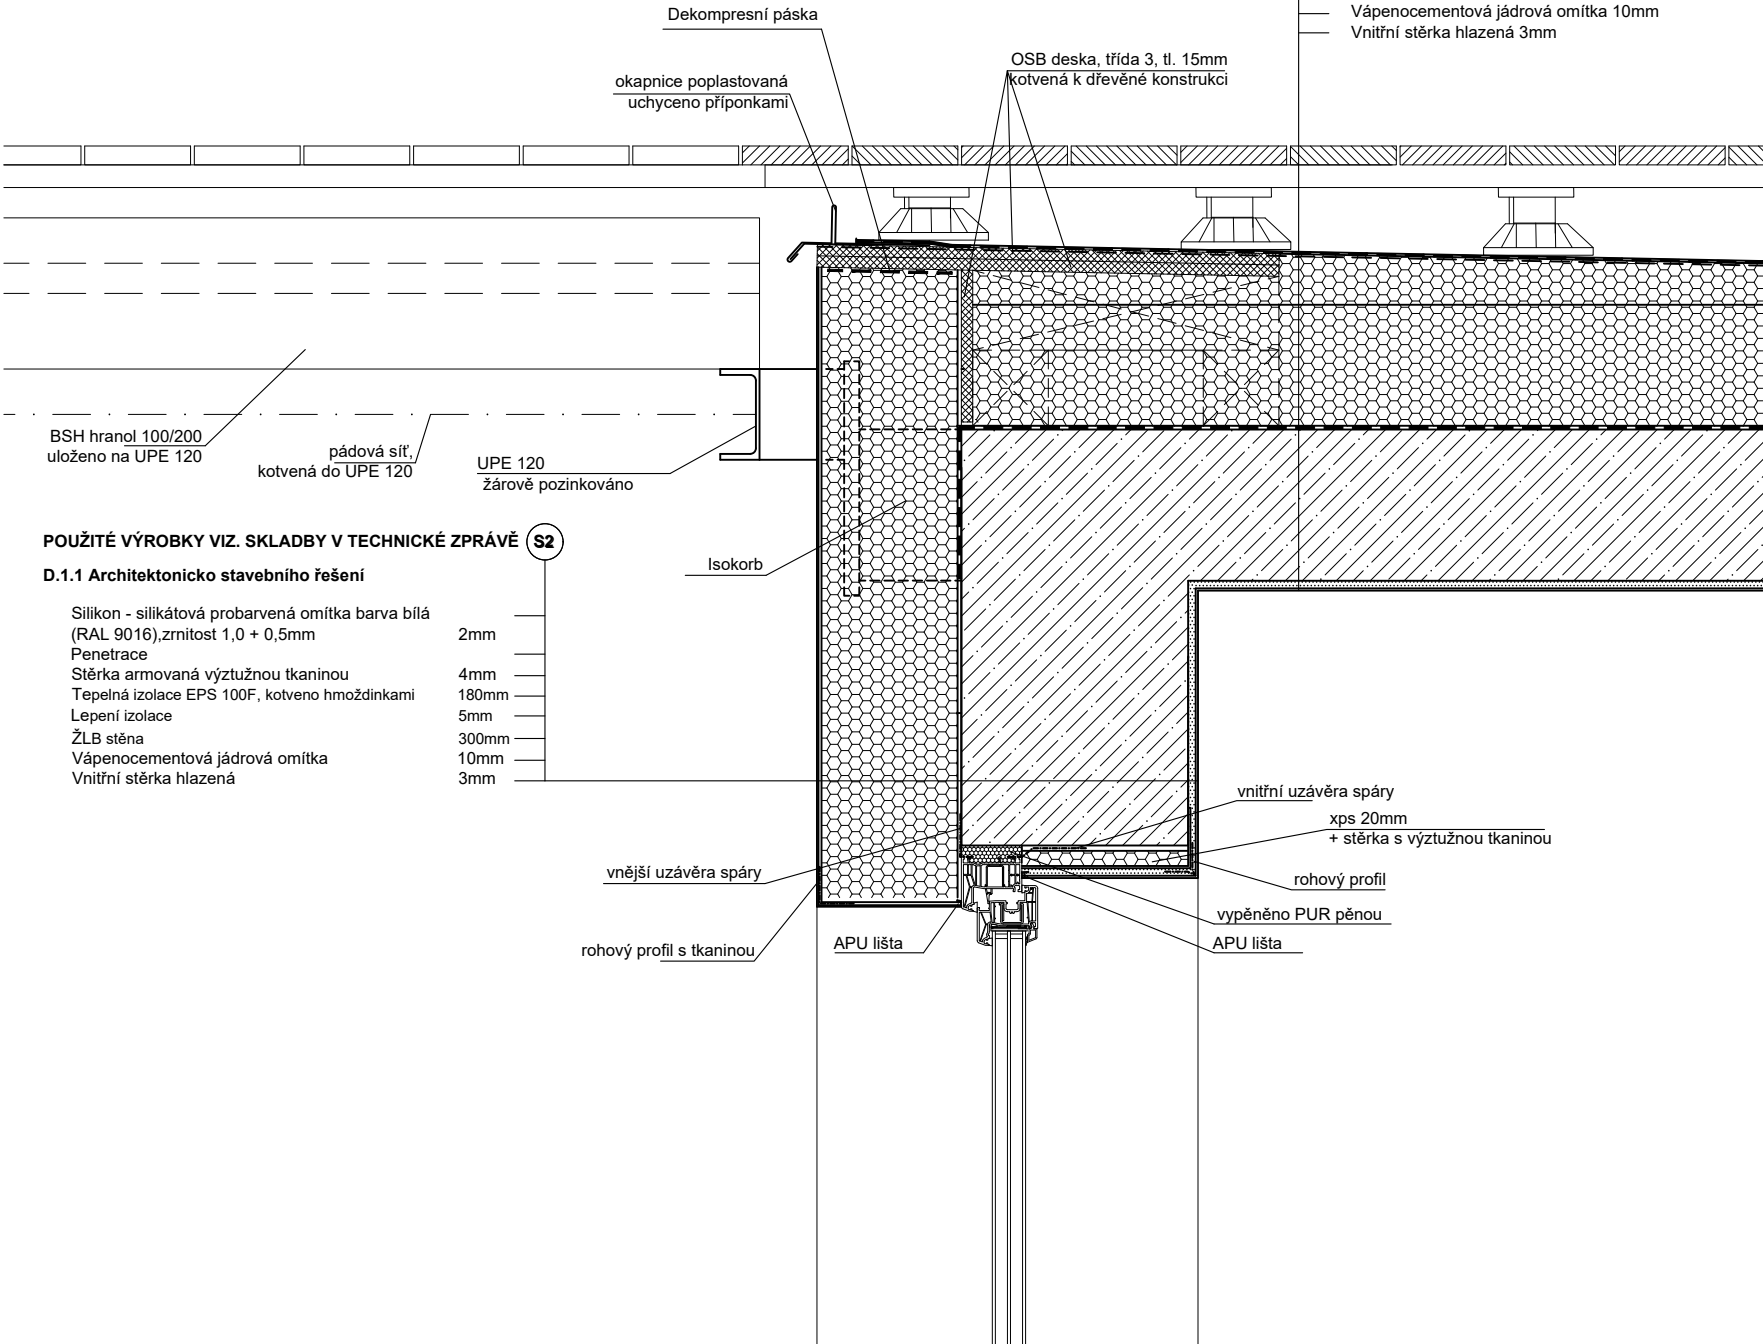 Dekompresní páska
Vápenocementová jádrová omítka 10mm
Vnitřní stěrka hlazená 3mm
okapnice poplastovaná
uchyceno příponkami
OSB deska, třída 3, tl. 15mm
kotvená k dřevěné konstrukci
BSH hranol 100/200
uloženo na UPE 120
pádová síť,
kotvená do UPE 120
UPE 120
žárově pozinkováno
Isokorb
POUŽITÉ VÝROBKY VIZ. SKLADBY V TECHNICKÉ ZPRÁVĚ S2
D.1.1 Architektonicko stavebního řešení
Silikon - silikátová probarvená omítka barva bílá
(RAL 9016),zrnitost 1,0 + 0,5mm 2mm
Penetrace
Stěrka armovaná výztužnou tkaninou 4mm
Tepelná izolace EPS 100F, kotveno hmoždinkami 180mm
Lepení izolace 5mm
ŽLB stěna 300mm
Vápenocementová jádrová omítka 10mm
Vnitřní stěrka hlazená 3mm
vnitřní uzávěra spáry
xps 20mm
+ stěrka s výztužnou tkaninou
vnější uzávěra spáry
rohový profil
vypěněno PUR pěnou
rohový profil s tkaninou
APU lišta
APU lišta